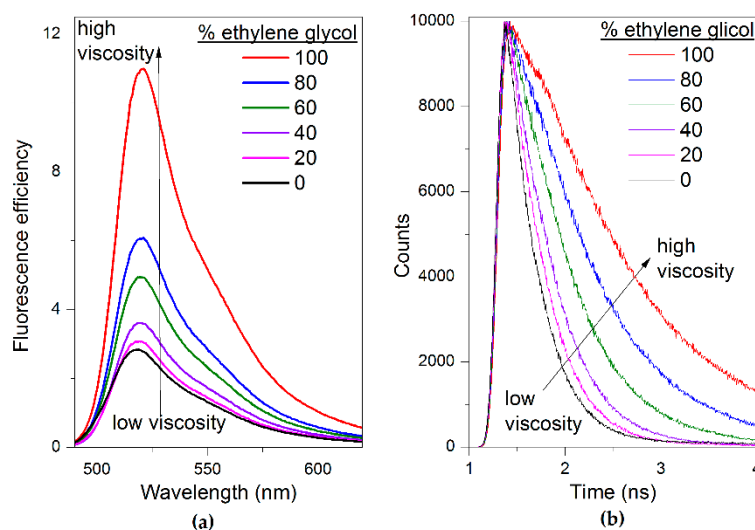 high
viscosity
% ethylene glycol
100
80
60
40
20
0
low viscosity
12
8
4
0
Fluorescence efficiency
500
550
600
Wavelength (nm)
(a)
% ethylene glicol
100
80
60
40
20
0
high
viscosity
low
viscosity
10000
8000
6000
4000
2000
0
Counts
1
2
3
4
Time (ns)
(b)